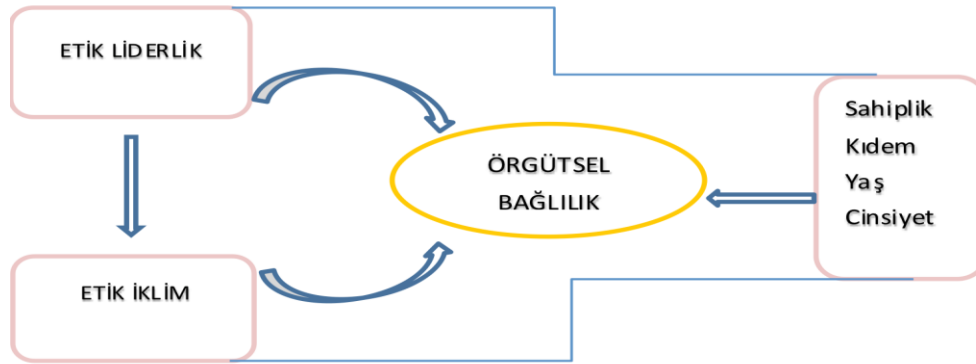 ETİK LİDERLİK
ÖRGÜTSEL
BAĞLILIK
Sahiplik
Kıdem
Yaş
Cinsiyet
ETİK İKLİM